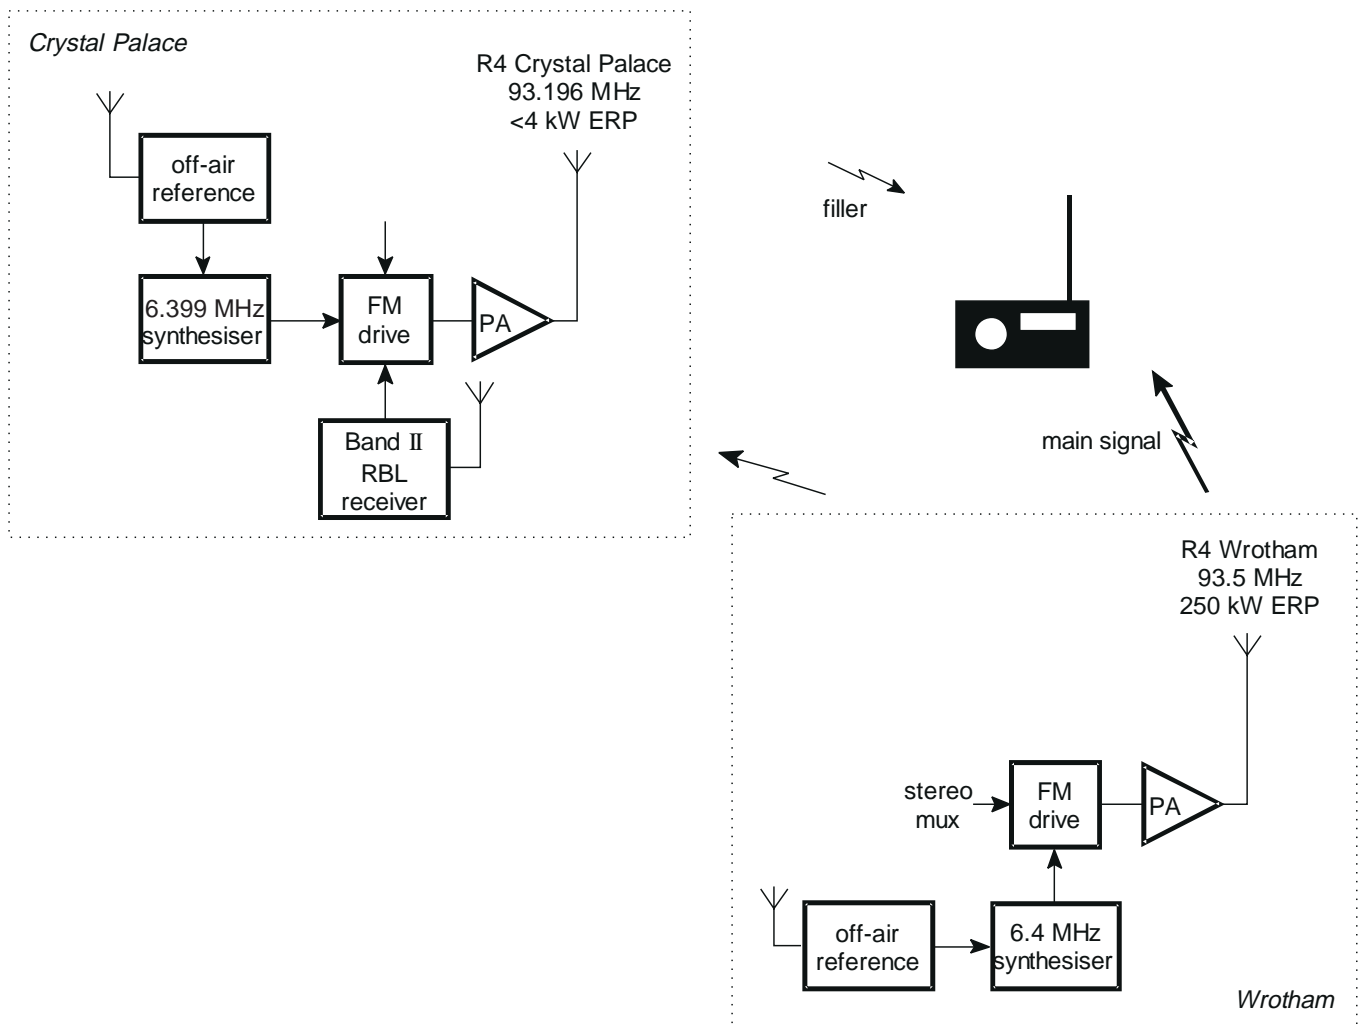 Crystal Palace
R4 Crystal Palace
93.196 MHz
<4 kW ERP
off-air
reference
6.399 MHz
synthesiser
FM
drive
PA
Band II
RBL
receiver
filler
main signal
R4 Wrotham
93.5 MHz
250 kW ERP
stereo
mux
FM
drive
PA
off-air
reference
6.4 MHz
synthesiser
Wrotham